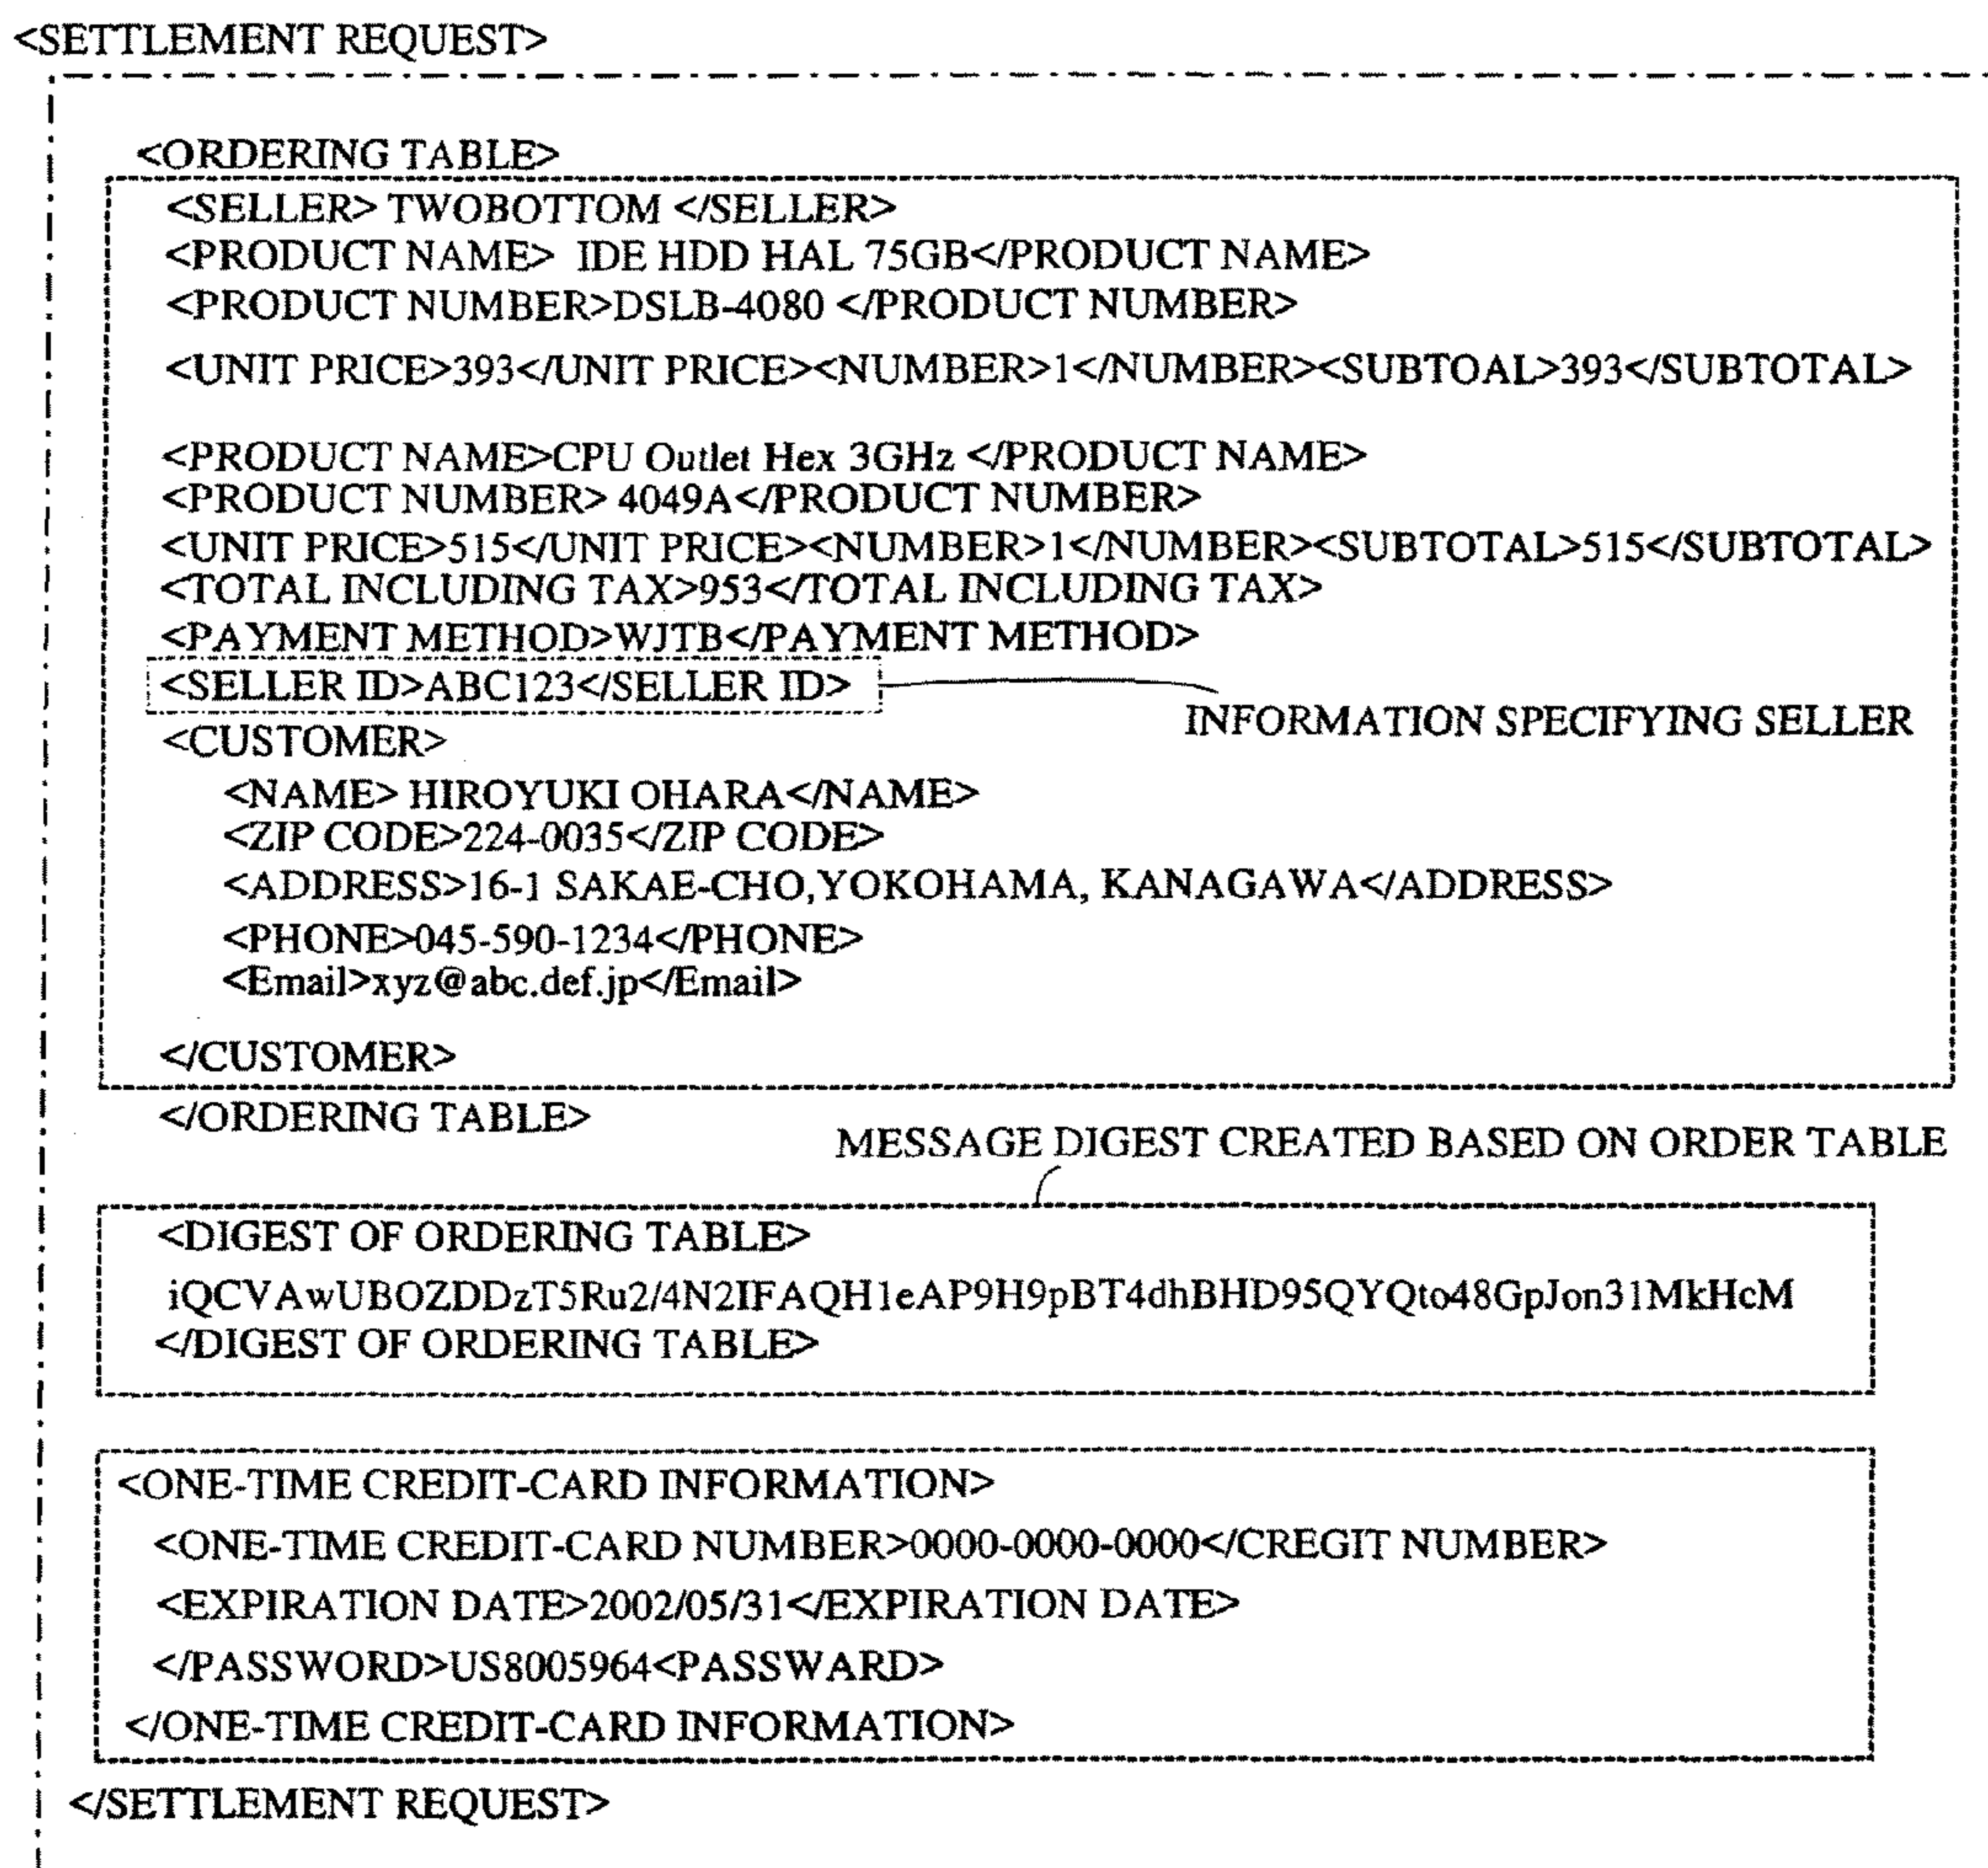 <SETTLEMENT REQUEST>
<ORDERING TABLE>
<SELLER> TWOBOTTOM </SELLER>
<PRODUCT NAME> IDE HDD HAL 75GB</PRODUCT NAME>
<PRODUCT NUMBER>DSLB-4080 </PRODUCT NUMBER>
<UNIT PRICE>393</UNIT PRICE><NUMBER>1</NUMBER><SUBTOAL>393</SUBTOTAL>
<PRODUCT NAME>CPU Outlet Hex 3GHz </PRODUCT NAME>
<PRODUCT NUMBER> 4049A</PRODUCT NUMBER>
<UNIT PRICE>515</UNIT PRICE><NUMBER>1</NUMBER><SUBTOTAL>515</SUBTOTAL>
<TOTAL INCLUDING TAX>953</TOTAL INCLUDING TAX>
<PAYMENT METHOD>WJTB</PAYMENT METHOD>
<SELLER ID>ABC123</SELLER ID>
INFORMATION SPECIFYING SELLER
<CUSTOMER>
<NAME> HIROYUKI OHARA</NAME>
<ZIP CODE>224-0035</ZIP CODE>
<ADDRESS>16-1 SAKAE-CHO,YOKOHAMA, KANAGAWA</ADDRESS>
<PHONE>045-590-1234</PHONE>
<Email>xyz@abc.def.jp</Email>
</CUSTOMER>
</ORDERING TABLE>
MESSAGE DIGEST CREATED BASED ON ORDER TABLE
<DIGEST OF ORDERING TABLE>
iQCVAwUBOZDDzT5Ru2/4N2IFAQH1eAP9H9pBT4dhBHD95QYQto48GpJon31MkHcM
</DIGEST OF ORDERING TABLE>
<ONE-TIME CREDIT-CARD INFORMATION>
<ONE-TIME CREDIT-CARD NUMBER>0000-0000-0000</CREGIT NUMBER>
<EXPIRATION DATE>2002/05/31</EXPIRATION DATE>
</PASSWORD>US8005964<PASSWARD>
</ONE-TIME CREDIT-CARD INFORMATION>
</SETTLEMENT REQUEST>